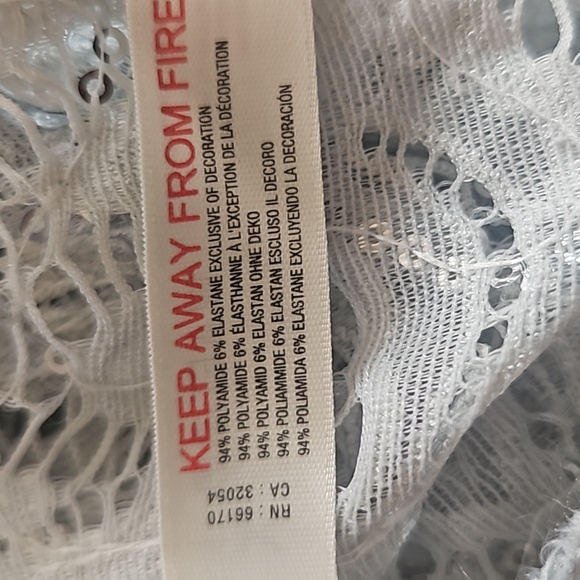 KEEP AWAY FROM FIRE
94% POLYAMIDE 6% ELASTANE EXCLUSIVE OF DECORATION
94% POLYAMIDE 6% ÉLASTHANNE À L'EXCEPTION DE LA DÉCORATION
94% POLYAMID 6% ELASTAN OHNE DEKO
94% POLIAMMIDE 6% ELASTAN ESCLUSO IL DECORO
94% POLIAMIDA 6% ELASTANE EXCLUYENDO LA DECORACIÓN
RN : 66170
CA : 32054